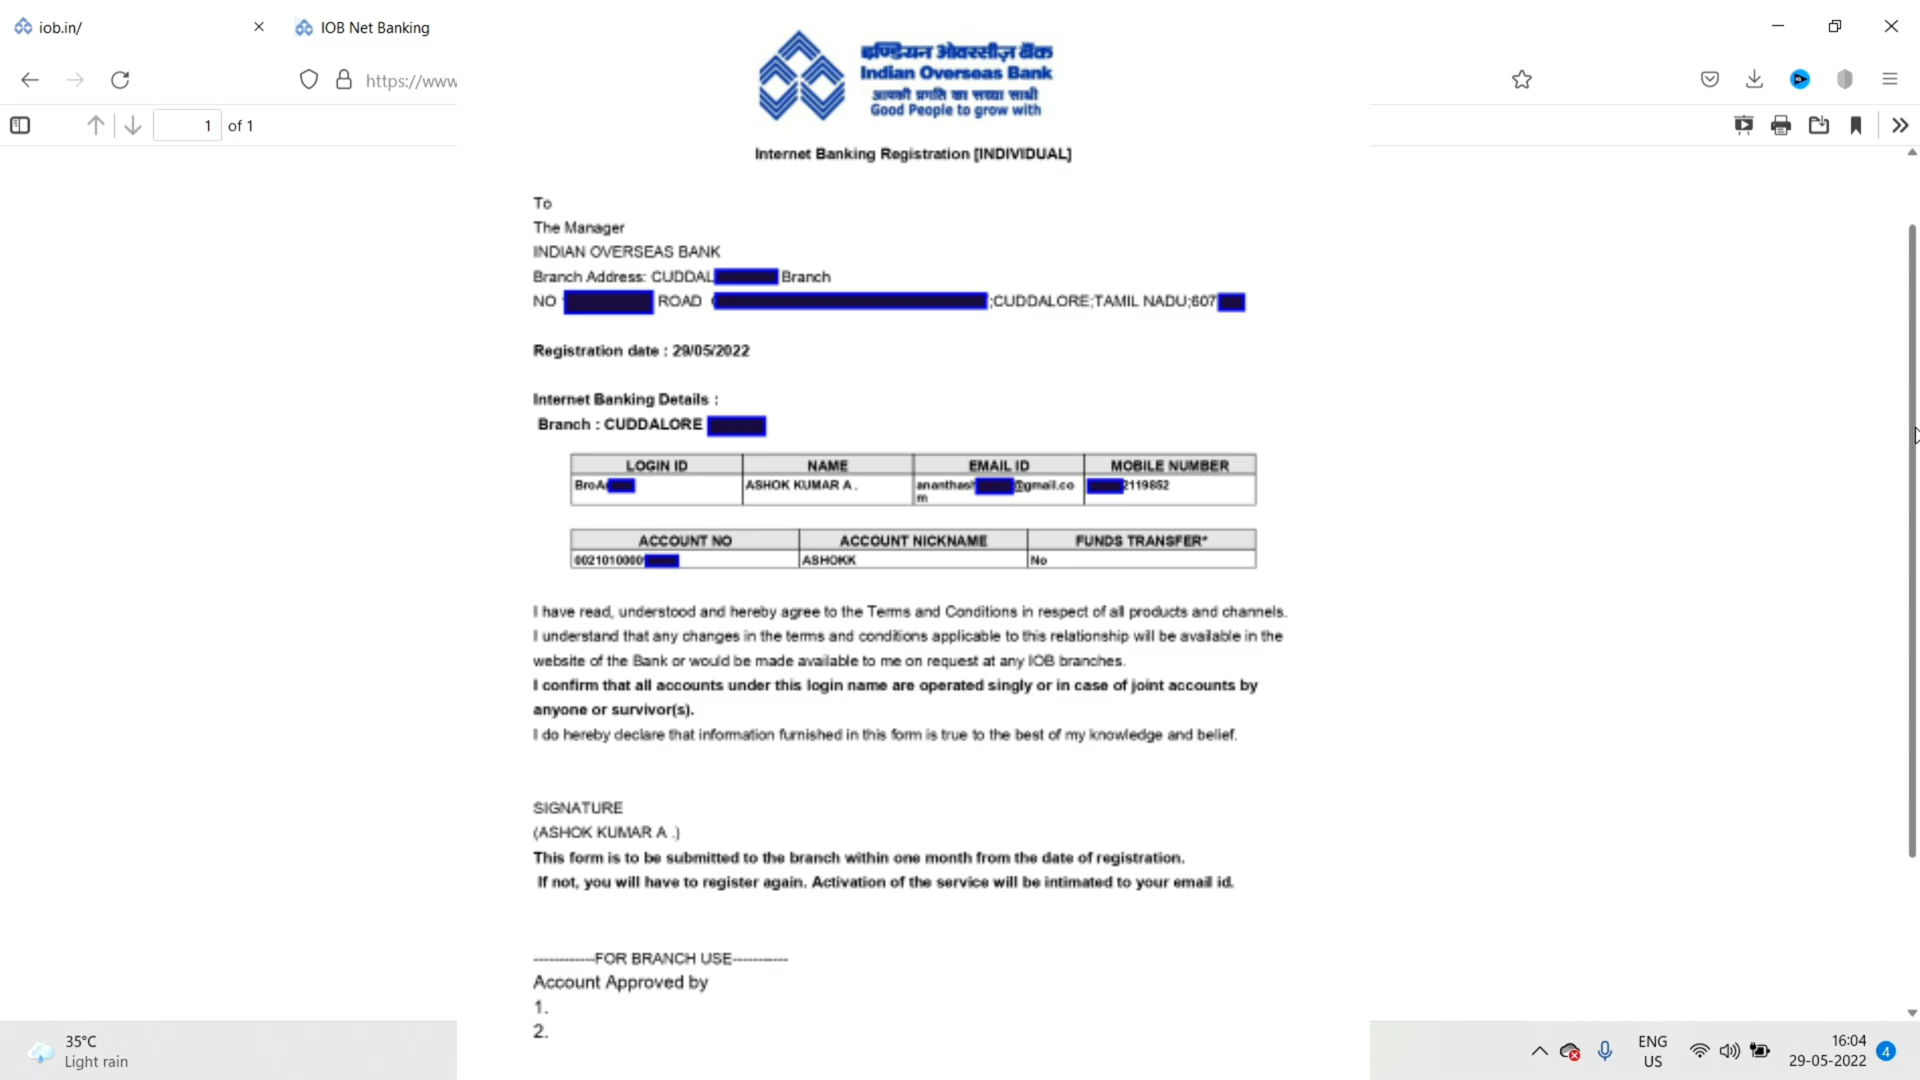 iob.in/
IOB Net Banking
https://www
1 of 1
इण्डियन ओवरसीज़ बैंक
Indian Overseas Bank
आपकी प्रगति का सच्चा साथी
Good People to grow with
Internet Banking Registration [INDIVIDUAL]
To
The Manager
INDIAN OVERSEAS BANK
Branch Address: CUDDAL Branch
NO ROAD ;CUDDALORE;TAMIL NADU;607
Registration date : 29/05/2022
Internet Banking Details :
Branch : CUDDALORE
LOGIN ID NAME EMAIL ID MOBILE NUMBER
BroA ASHOK KUMAR A . ananthash @gmail.co 2119852
m
ACCOUNT NO ACCOUNT NICKNAME FUNDS TRANSFER*
0021010000 ASHOKK No
I have read, understood and hereby agree to the Terms and Conditions in respect of all products and channels.
I understand that any changes in the terms and conditions applicable to this relationship will be available in the
website of the Bank or would be made available to me on request at any IOB branches.
I confirm that all accounts under this login name are operated singly or in case of joint accounts by
anyone or survivor(s).
I do hereby declare that information furnished in this form is true to the best of my knowledge and belief.
SIGNATURE
(ASHOK KUMAR A .)
This form is to be submitted to the branch within one month from the date of registration.
If not, you will have to register again. Activation of the service will be intimated to your email id.
------------FOR BRANCH USE-----------
Account Approved by
1.
2.
35°C
Light rain
ENG
US
16:04
29-05-2022
4